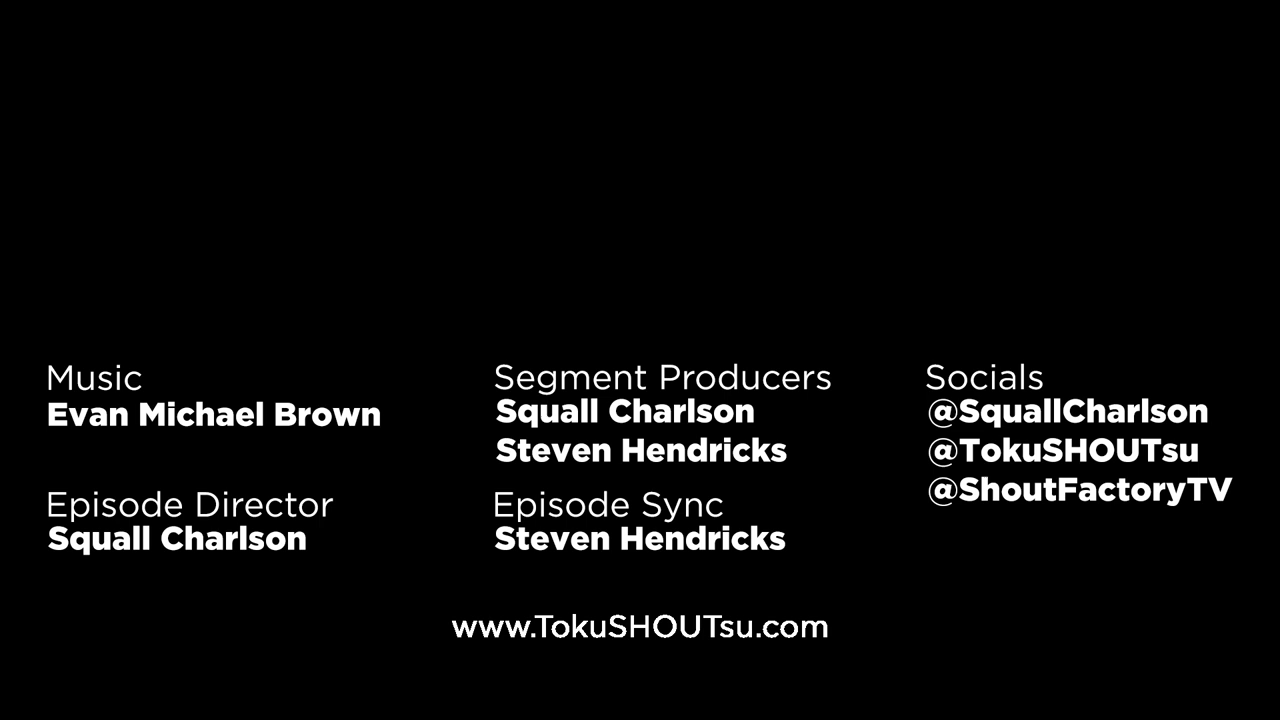 Music
Evan Michael Brown
Episode Director
Squall Charlson
Segment Producers
Squall Charlson
Steven Hendricks
Episode Sync
Steven Hendricks
Socials
@SquallCharlson
@TokuSHOUTsu
@ShoutFactoryTV
www.TokuSHOUTsu.com